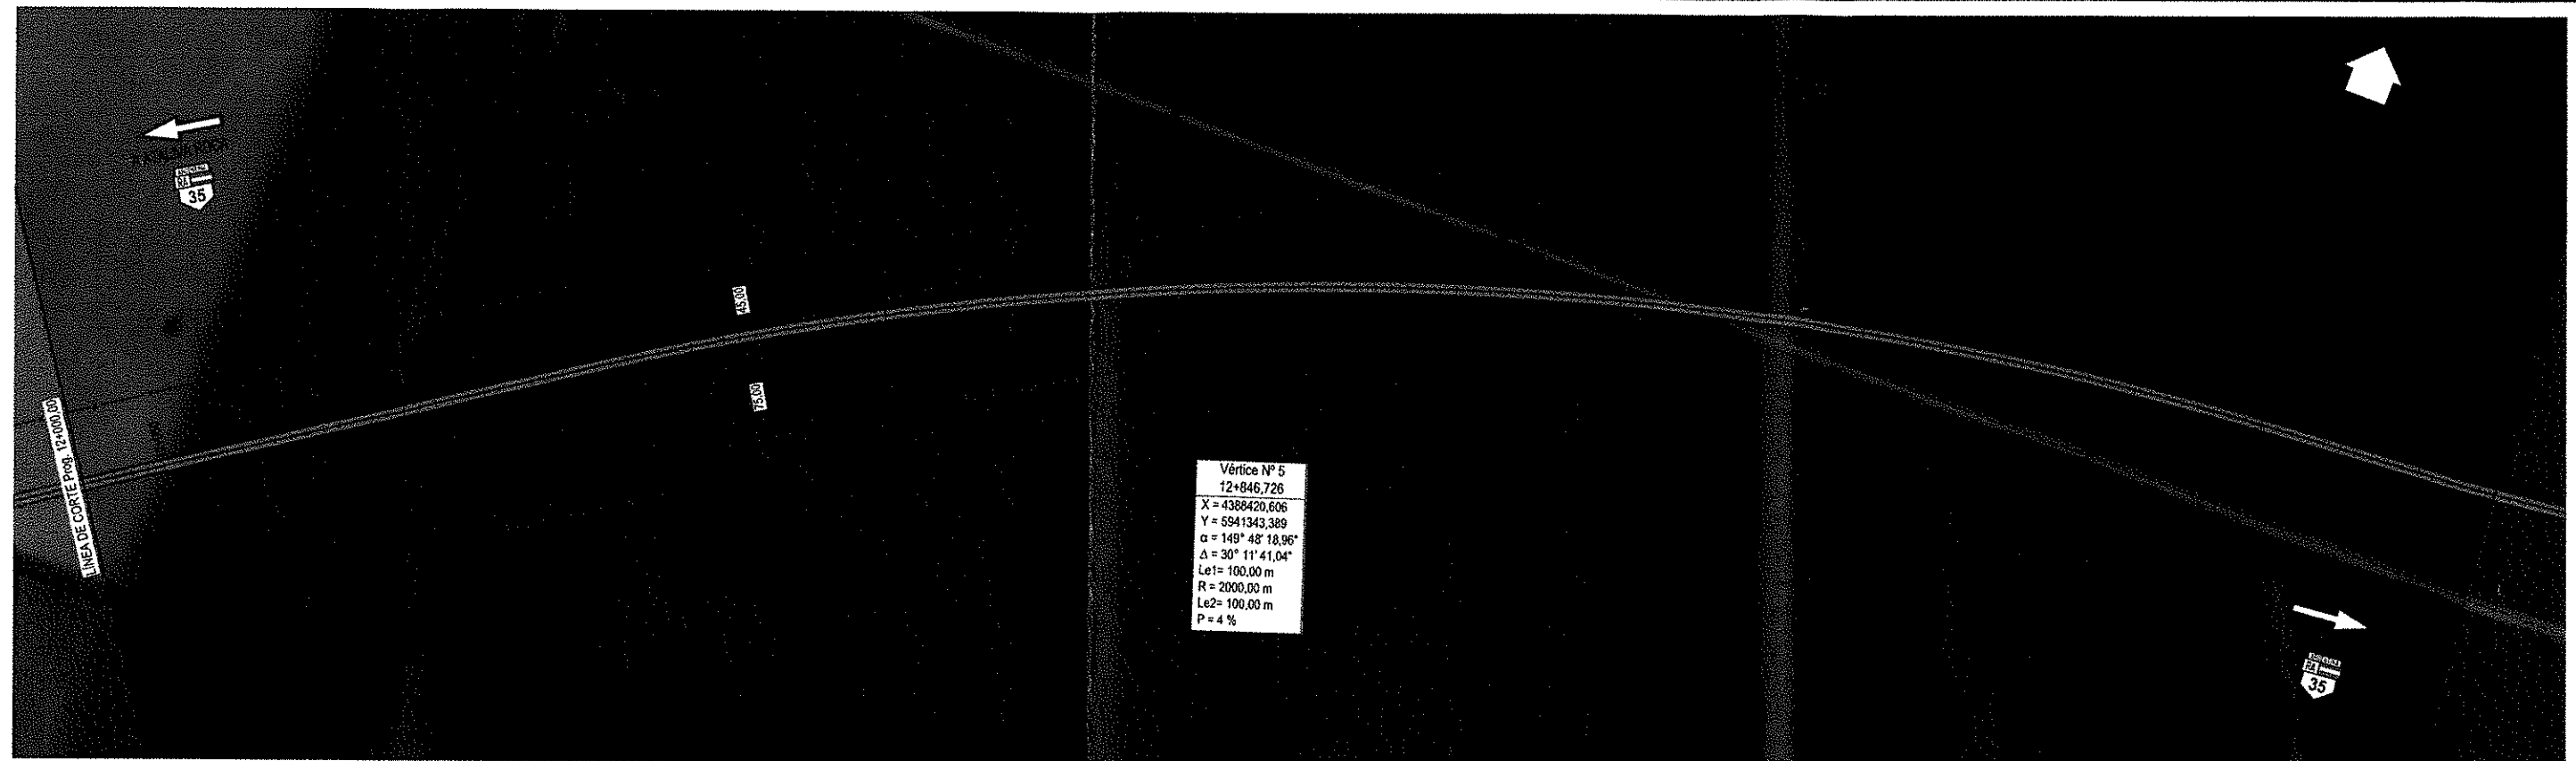 35
LÍNEA DE CORTE Prog. 12+000,00
45,00
75,00
Vértice Nº 5
12+846,726
X = 4388420,606
Y = 5941343,389
α = 149° 48' 18,96"
Δ = 30° 11' 41,04"
Le1= 100,00 m
R = 2000,00 m
Le2= 100,00 m
P = 4 %
35